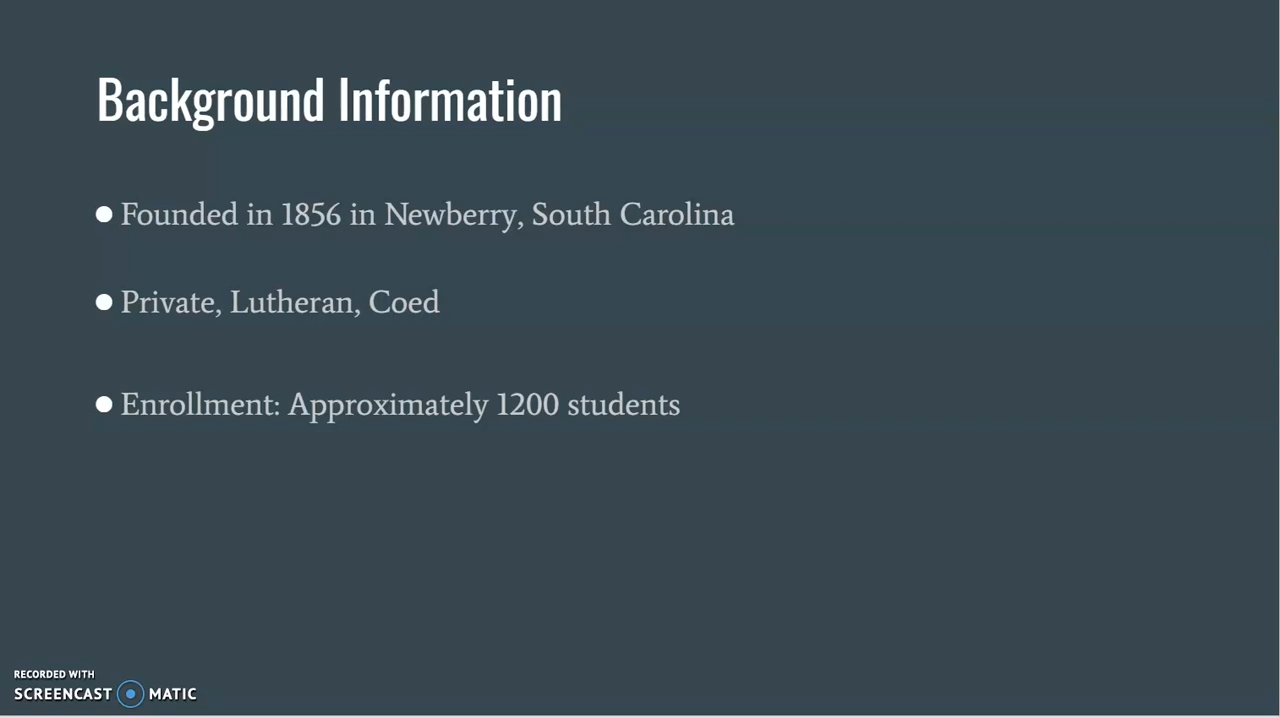 Background Information
Founded in 1856 in Newberry, South Carolina
Private, Lutheran, Coed
Enrollment: Approximately 1200 students
RECORDED WITH
SCREENCAST MATIC